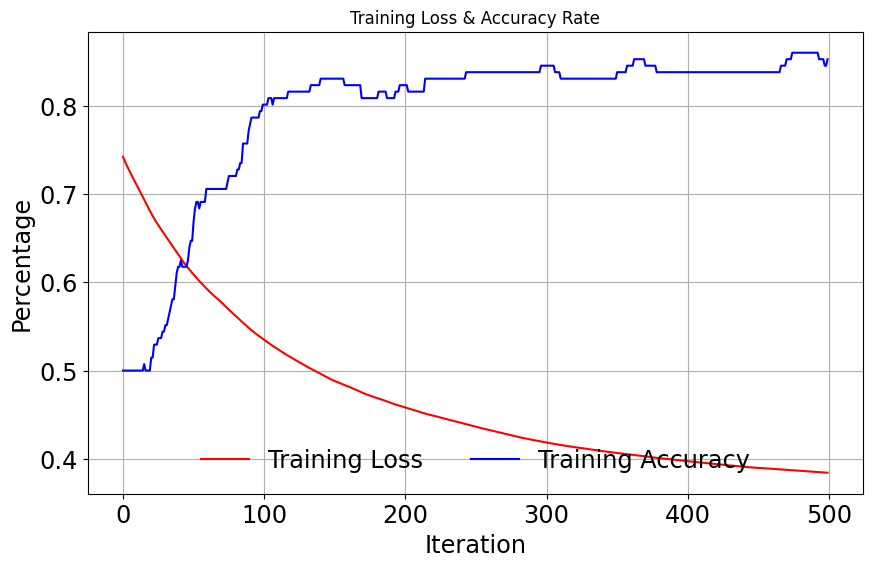 Training Loss & Accuracy Rate
Percentage
0.8
0.7
0.6
0.5
0.4
Training Loss Training Accuracy
0 100 200 300 400 500
Iteration